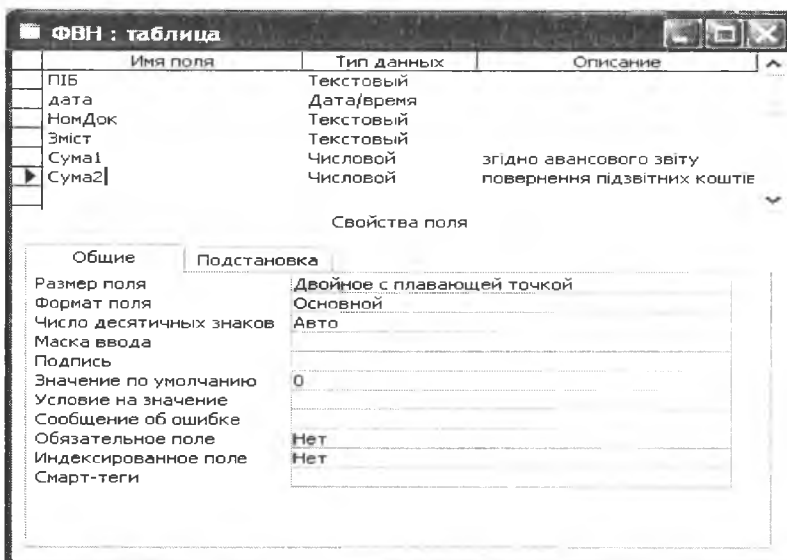 ФВН : таблица
Имя поля Тип данных Описание
ПІБ Текстовый
дата Дата/время
НомДок Текстовый
Зміст Текстовый
Сума1 Числовой згідно авансового звіту
Сума2 Числовой повернення підзвітних коштів
Свойства поля
Общие Подстановка
Размер поля Двойное с плавающей точкой
Формат поля Основной
Число десятичных знаков Авто
Маска ввода
Подпись
Значение по умолчанию 0
Условие на значение
Сообщение об ошибке
Обязательное поле Нет
Индексированное поле Нет
Смарт-теги